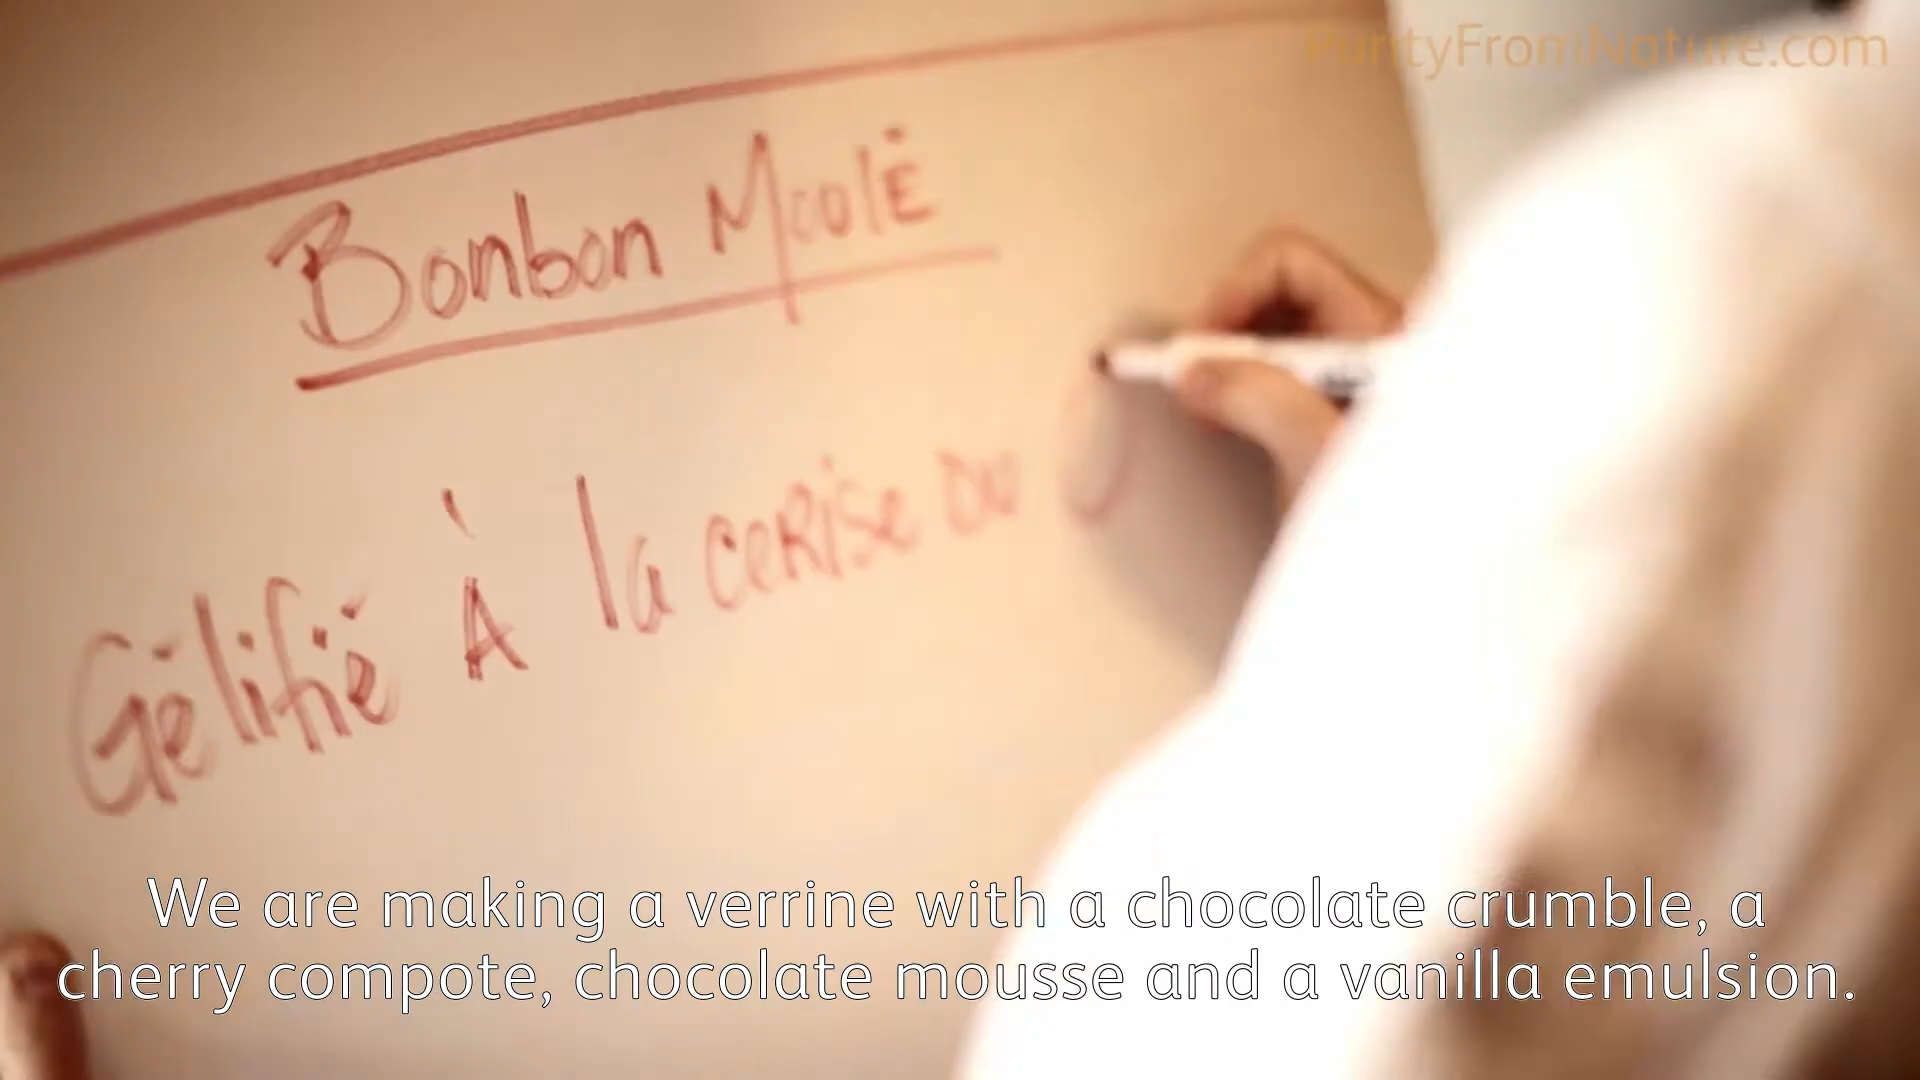 PurityFromNature.com
Bonbon Moulé
Gélifié À la cerise DU
We are making a verrine with a chocolate crumble, a
cherry compote, chocolate mousse and a vanilla emulsion.